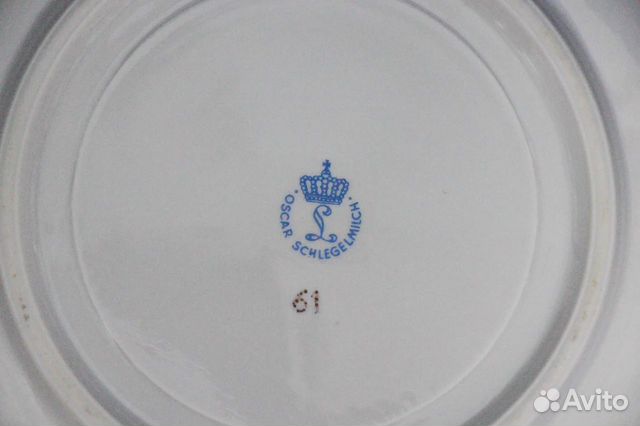 L
· OSCAR SCHLEGELMILCH ·
61
Avito